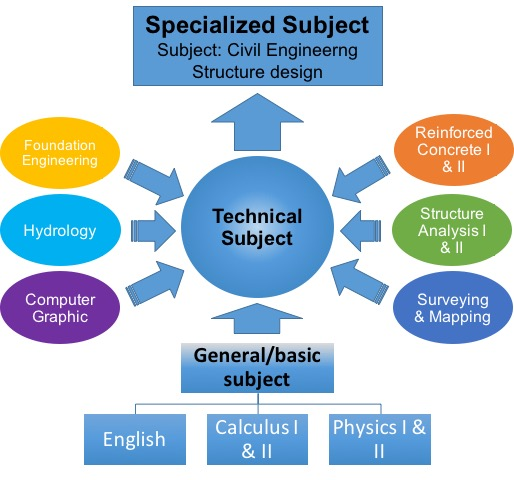 Specialized Subject
Subject: Civil Engineerng
Structure design
Foundation
Engineering
Hydrology
Computer
Graphic
Technical
Subject
Reinforced
Concrete I
& II
Structure
Analysis I
& II
Surveying
& Mapping
General/basic
subject
English
Calculus I
& II
Physics I &
II